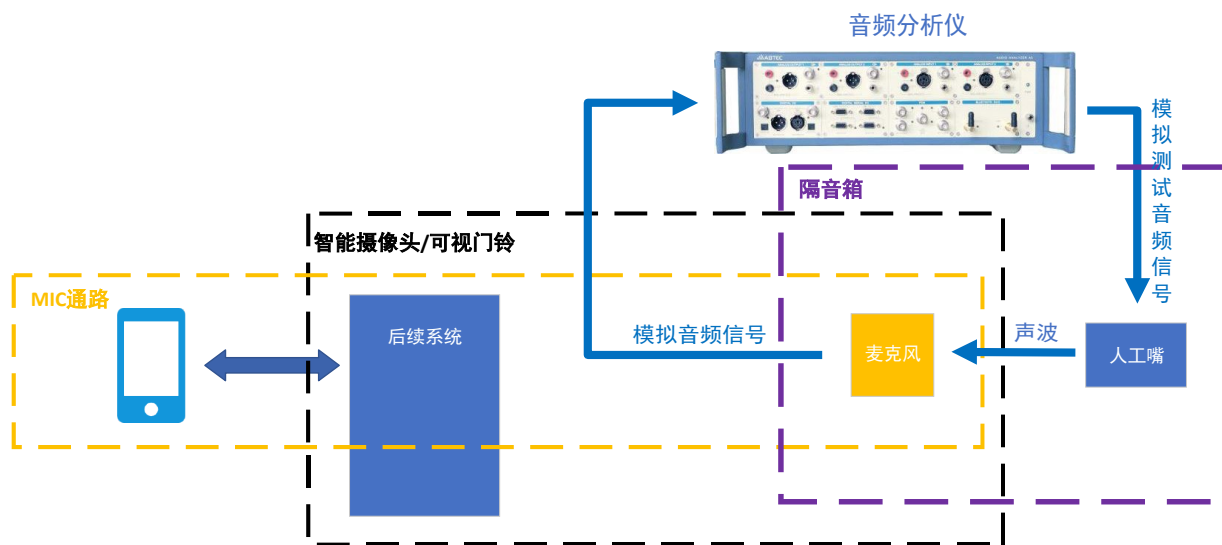 音频分析仪
模拟测试音频信号
隔音箱
智能摄像头/可视门铃
MIC通路
后续系统
模拟音频信号
麦克风
声波
人工嘴